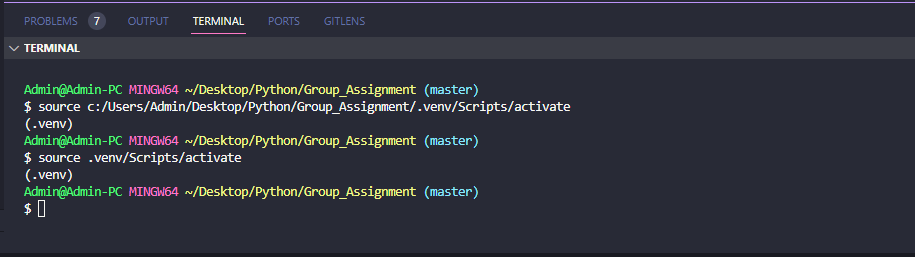 PROBLEMS 7 OUTPUT TERMINAL PORTS GITLENS
TERMINAL
Admin@Admin-PC MINGW64 ~/Desktop/Python/Group_Assignment (master)
$ source c:/Users/Admin/Desktop/Python/Group_Assignment/.venv/Scripts/activate
(.venv)
Admin@Admin-PC MINGW64 ~/Desktop/Python/Group_Assignment (master)
$ source .venv/Scripts/activate
(.venv)
Admin@Admin-PC MINGW64 ~/Desktop/Python/Group_Assignment (master)
$